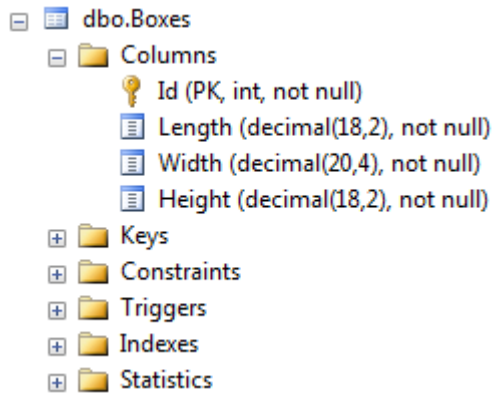 dbo.Boxes
Columns
Id (PK, int, not null)
Length (decimal(18,2), not null)
Width (decimal(20,4), not null)
Height (decimal(18,2), not null)
Keys
Constraints
Triggers
Indexes
Statistics